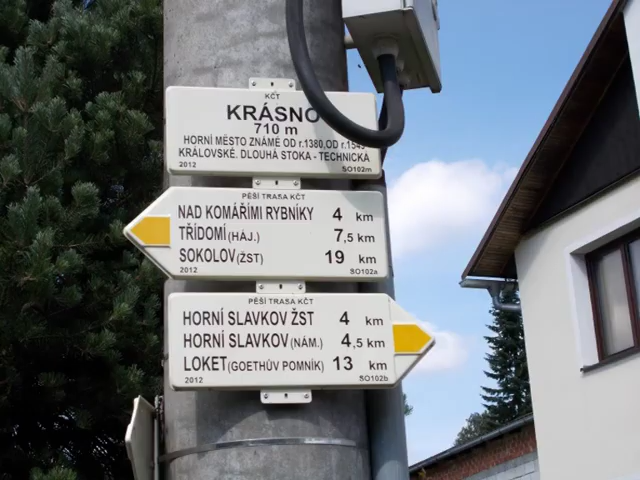 KČT
KRÁSNO
710 m
HORNÍ MĚSTO ZNÁMÉ OD r.1380,OD r.1545
KRÁLOVSKÉ. DLOUHÁ STOKA - TECHNICKÁ
2012 SO102m
PĚŠÍ TRASA KČT
NAD KOMÁŘÍMI RYBNÍKY 4 km
TŘÍDOMÍ (HÁJ.) 7,5 km
SOKOLOV (ŽST) 19 km
2012 SO102a
PĚŠÍ TRASA KČT
HORNÍ SLAVKOV ŽST 4 km
HORNÍ SLAVKOV (NÁM.) 4,5 km
LOKET (GOETHŮV POMNÍK) 13 km
2012 SO102b